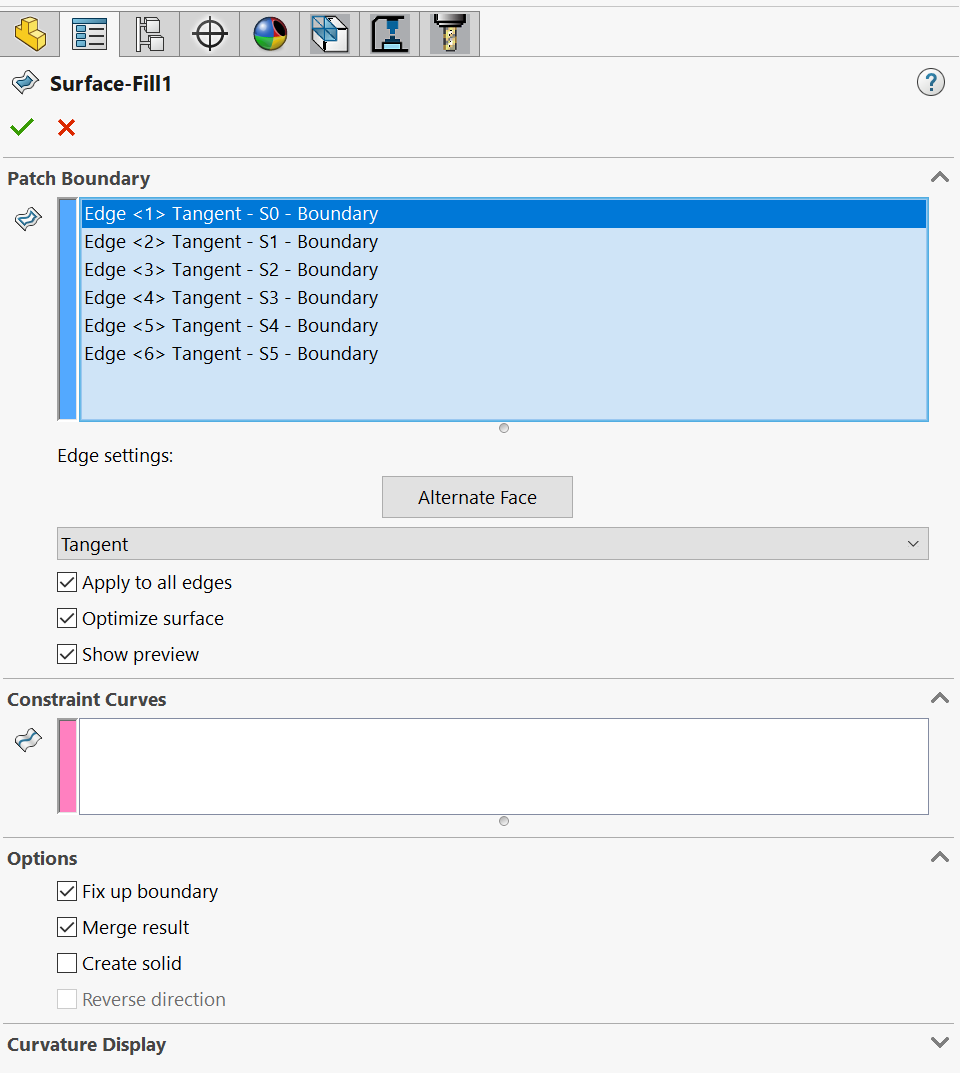 Surface-Fill1
?
Patch Boundary
Edge <1> Tangent - S0 - Boundary
Edge <2> Tangent - S1 - Boundary
Edge <3> Tangent - S2 - Boundary
Edge <4> Tangent - S3 - Boundary
Edge <5> Tangent - S4 - Boundary
Edge <6> Tangent - S5 - Boundary
Edge settings:
Alternate Face
Tangent
Apply to all edges
Optimize surface
Show preview
Constraint Curves
Options
Fix up boundary
Merge result
Create solid
Reverse direction
Curvature Display